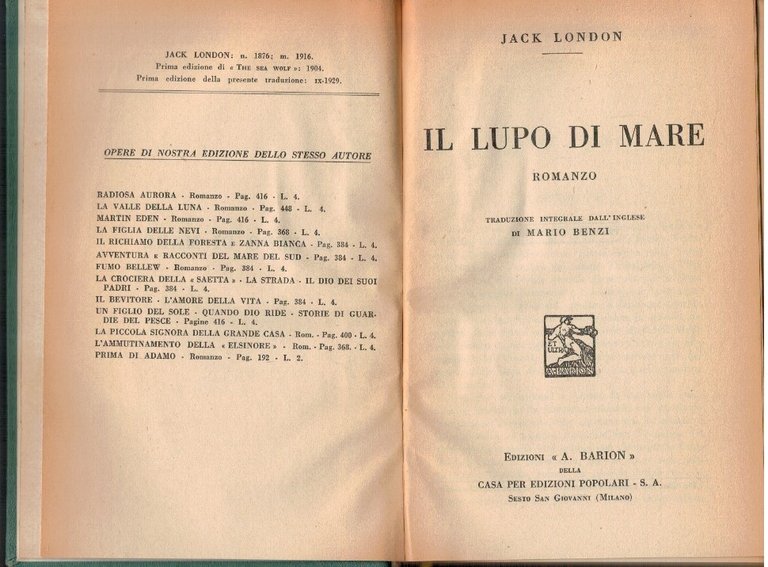 JACK LONDON: n. 1876; m. 1916.
Prima edizione di « THE SEA WOLF »: 1904.
Prima edizione della presente traduzione: IX-1929.
OPERE DI NOSTRA EDIZIONE DELLO STESSO AUTORE
RADIOSA AURORA - Romanzo - Pag. 416 - L. 4.
LA VALLE DELLA LUNA - Romanzo - Pag. 448 - L. 4.
MARTIN EDEN - Romanzo - Pag. 416 - L. 4.
LA FIGLIA DELLE NEVI - Romanzo - Pag. 368 - L. 4.
IL RICHIAMO DELLA FORESTA E ZANNA BIANCA - Pag. 384 - L. 4.
AVVENTURA E RACCONTI DEL MARE DEL SUD - Pag. 384 - L. 4.
FUMO BELLEW - Romanzo - Pag. 384 - L. 4.
LA CROCIERA DELLA « SAETTA » - LA STRADA - IL DIO DEI SUOI
PADRI - Pag. 384 - L. 4.
IL BEVITORE - L'AMORE DELLA VITA - Pag. 384 - L. 4.
UN FIGLIO DEL SOLE - QUANDO DIO RIDE - STORIE DI GUAR-
DIE DEL PESCE - Pagine 416 - L. 4.
LA PICCOLA SIGNORA DELLA GRANDE CASA - Rom. - Pag. 400 - L. 4.
L'AMMUTINAMENTO DELLA « ELSINORE » - Rom. - Pag. 368. - L. 4.
PRIMA DI ADAMO - Romanzo - Pag. 192 - L. 2.
JACK LONDON
IL LUPO DI MARE
ROMANZO
TRADUZIONE INTEGRALE DALL'INGLESE
DI MARIO BENZI
ET
ULTRA
A·BARION
EDIZIONI « A. BARION »
DELLA
CASA PER EDIZIONI POPOLARI - S. A.
SESTO SAN GIOVANNI (MILANO)